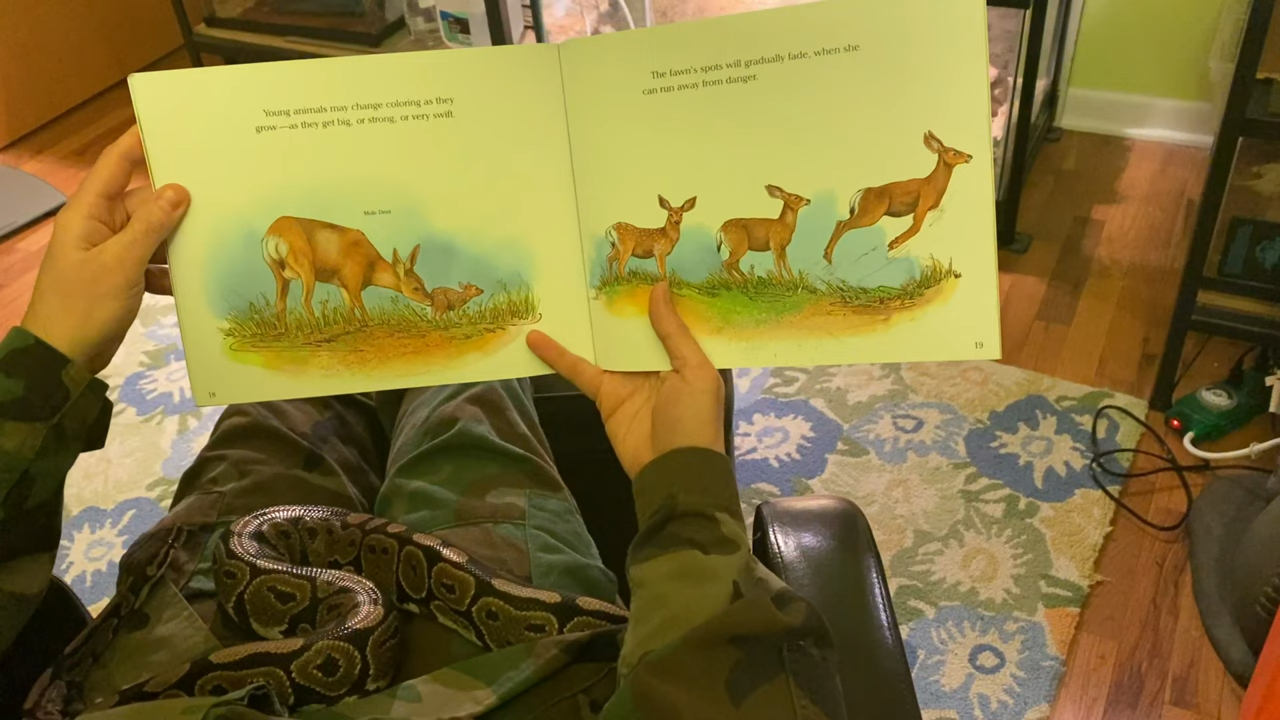 Young animals may change coloring as they
grow—as they get big, or strong, or very swift.
Mule Deer
18
The fawn's spots will gradually fade, when she
can run away from danger.
19